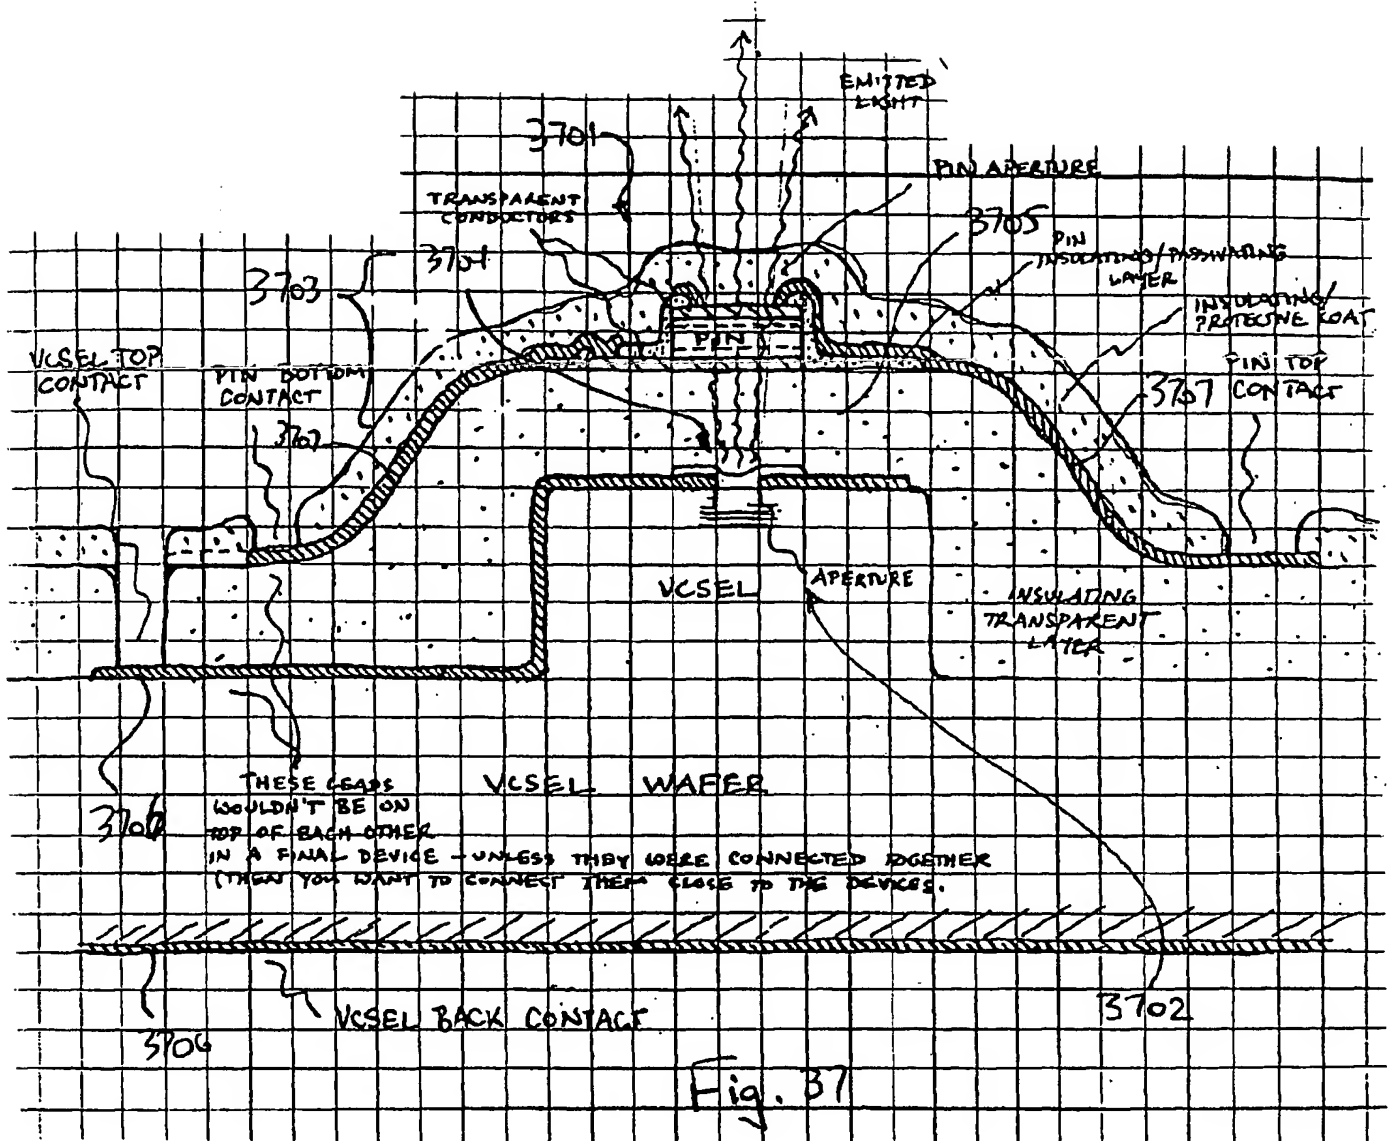 EMITTED
LIGHT
3701
PIN APERTURE
TRANSPARENT
CONDUCTORS
3705
3704
PIN
INSULATING/PASSIVATING
LAYER
3703
INSULATING/
PROTECTIVE COAT
VCSEL TOP
CONTACT
PIN BOTTOM
CONTACT
PIN
PIN TOP
CONTACT
3707
3707
VCSEL
APERTURE
INSULATING
TRANSPARENT
LAYER
THESE LEADS
WOULDN'T BE ON
TOP OF EACH OTHER
IN A FINAL DEVICE - UNLESS THEY WERE CONNECTED TOGETHER
(THEN YOU WANT TO CONNECT THEM CLOSE TO THE DEVICES.
VCSEL WAFER
3706
3702
VCSEL BACK CONTACT
3706
Fig. 37